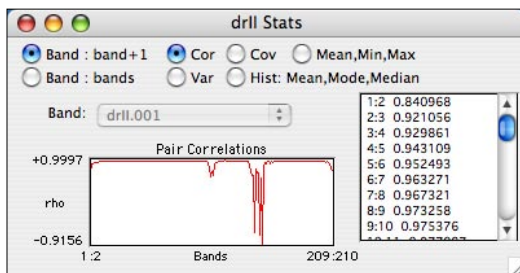 drll Stats
Band : band+1 Cor Cov Mean,Min,Max
Band : bands Var Hist: Mean,Mode,Median
Band: drll.001
Pair Correlations
+0.9997
rho
-0.9156
1:2 Bands 209:210
1:2 0.840968
2:3 0.921056
3:4 0.929861
4:5 0.943109
5:6 0.952493
6:7 0.963271
7:8 0.967321
8:9 0.973258
9:10 0.975376